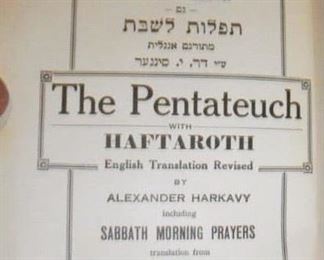 עם
תפלות לשבת
מתורגם אנגלית
ע״י דר. י. סינגער
The Pentateuch
WITH
HAFTAROTH
English Translation Revised
BY
ALEXANDER HARKAVY
including
SABBATH MORNING PRAYERS
translation from